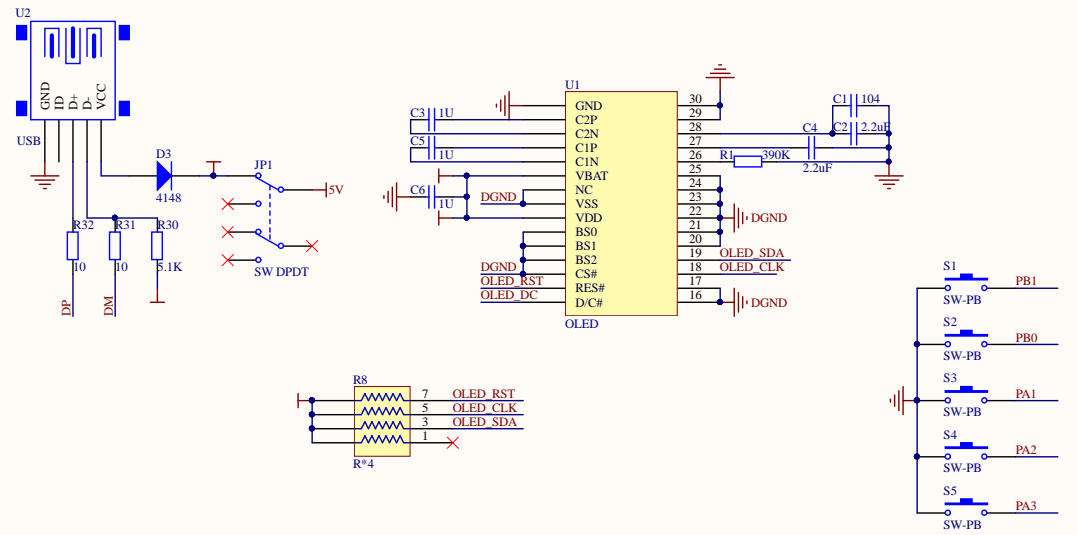 U2
GND
ID
D+
D-
VCC
USB
D3
4148
JP1
5V
SW DPDT
R32
10
R31
10
R30
5.1K
DP
DM
U1
GND
C2P
C2N
C1P
C1N
VBAT
NC
VSS
VDD
BS0
BS1
BS2
CS#
RES#
D/C#
30
29
28
27
26
25
24
23
22
21
20
19
18
17
16
OLED
C3
1U
C5
1U
C6
1U
DGND
DGND
OLED_RST
OLED_DC
C1
104
C2
2.2uF
C4
2.2uF
R1
390K
DGND
OLED_SDA
OLED_CLK
DGND
R8
7
OLED_RST
5
OLED_CLK
3
OLED_SDA
1
R*4
S1
PB1
SW-PB
S2
PB0
SW-PB
S3
PA1
SW-PB
S4
PA2
SW-PB
S5
PA3
SW-PB